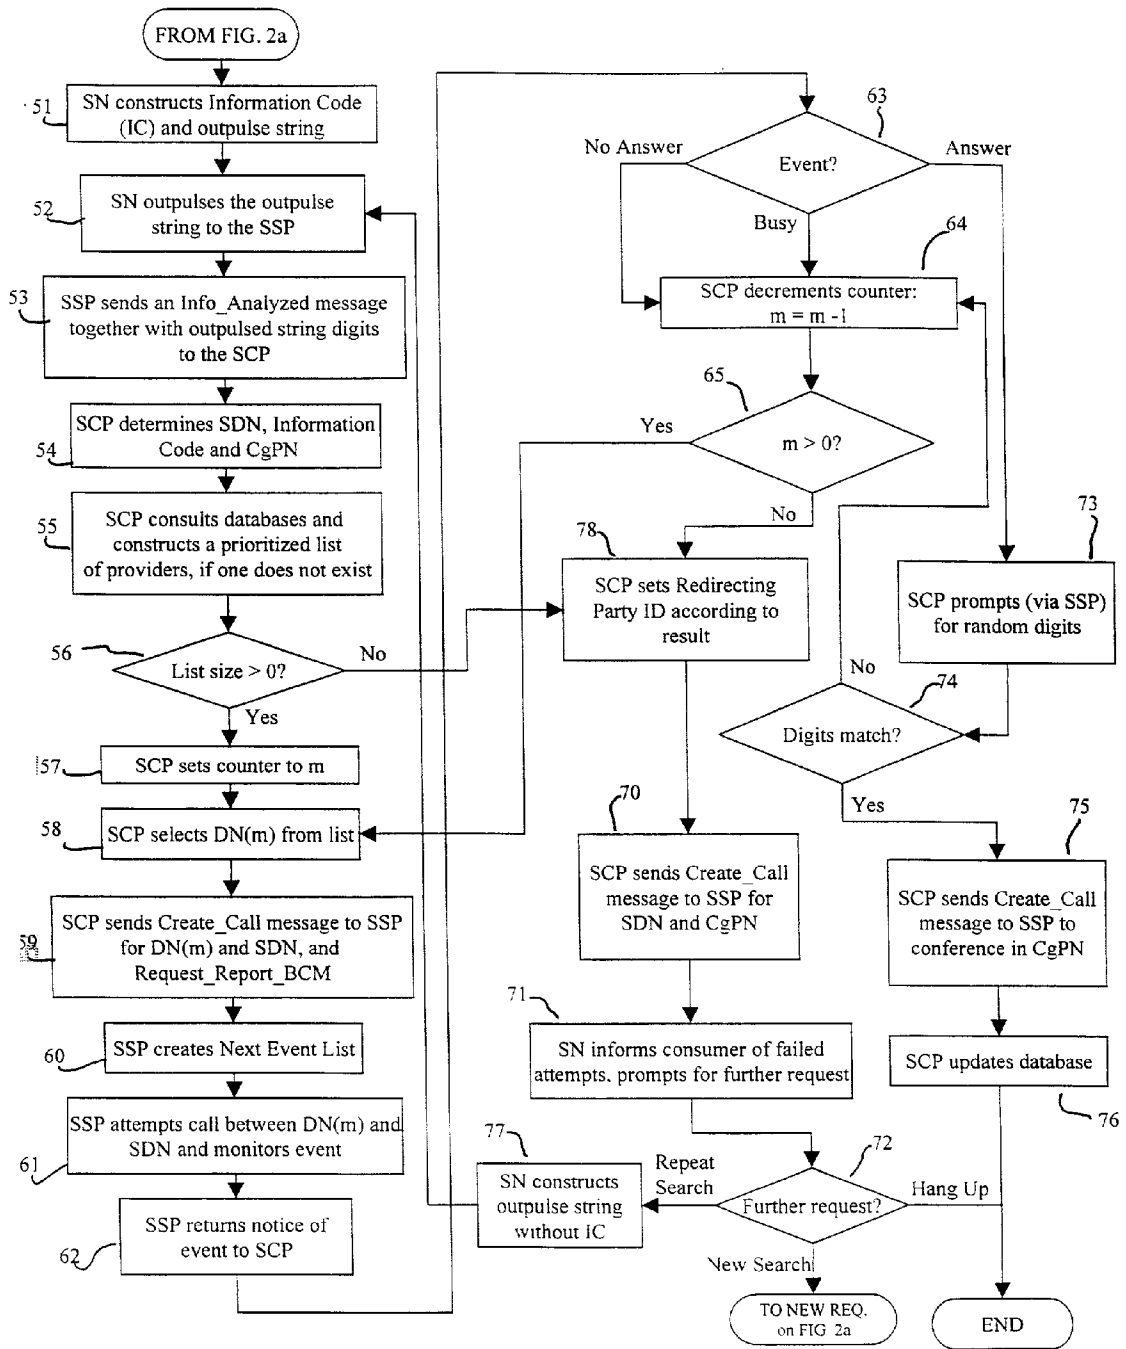 FROM FIG. 2a
51
SN constructs Information Code
(IC) and outpulse string
52
SN outpulses the outpulse
string to the SSP
53
SSP sends an Info_Analyzed message
together with outpulsed string digits
to the SCP
54
SCP determines SDN, Information
Code and CgPN
55
SCP consults databases and
constructs a prioritized list
of providers, if one does not exist
56
List size > 0?
No
Yes
57
SCP sets counter to m
58
SCP selects DN(m) from list
59
SCP sends Create_Call message to SSP
for DN(m) and SDN, and
Request_Report_BCM
60
SSP creates Next Event List
61
SSP attempts call between DN(m) and
SDN and monitors event
62
SSP returns notice of
event to SCP
63
No Answer
Answer
Event?
Busy
64
SCP decrements counter:
m = m -1
65
Yes
m > 0?
No
78
SCP sets Redirecting
Party ID according to
result
73
SCP prompts (via SSP)
for random digits
No
74
Digits match?
Yes
70
SCP sends Create_Call
message to SSP for
SDN and CgPN
75
SCP sends Create_Call
message to SSP to
conference in CgPN
71
SN informs consumer of failed
attempts, prompts for further request
SCP updates database
76
77
SN constructs
outpulse string
without IC
Repeat
Search
72
Further request?
Hang Up
New Search
TO NEW REQ.
on FIG 2a
END